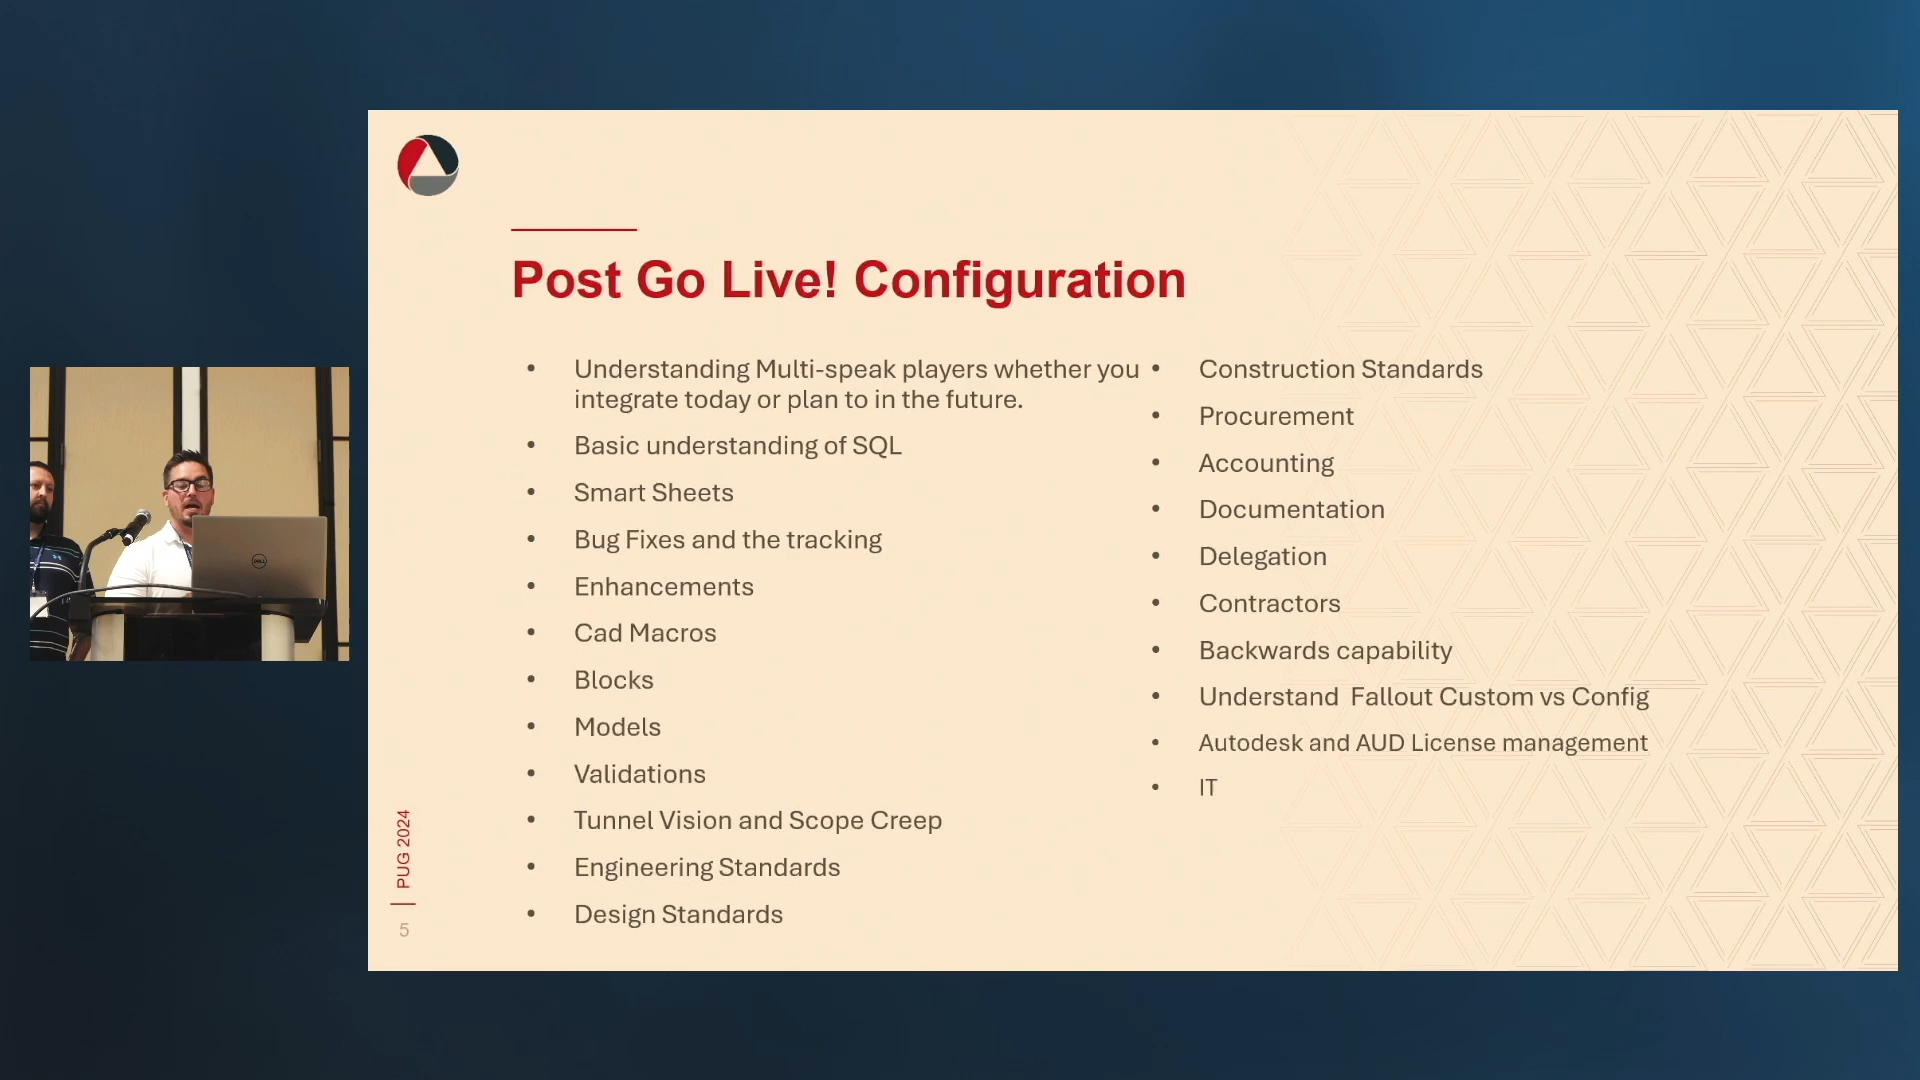 Post Go Live! Configuration
• Understanding Multi-speak players whether you
integrate today or plan to in the future.
• Basic understanding of SQL
• Smart Sheets
• Bug Fixes and the tracking
• Enhancements
• Cad Macros
• Blocks
• Models
• Validations
• Tunnel Vision and Scope Creep
• Engineering Standards
• Design Standards
• Construction Standards
• Procurement
• Accounting
• Documentation
• Delegation
• Contractors
• Backwards capability
• Understand  Fallout Custom vs Config
• Autodesk and AUD License management
• IT
PUG 2024
5
DELL